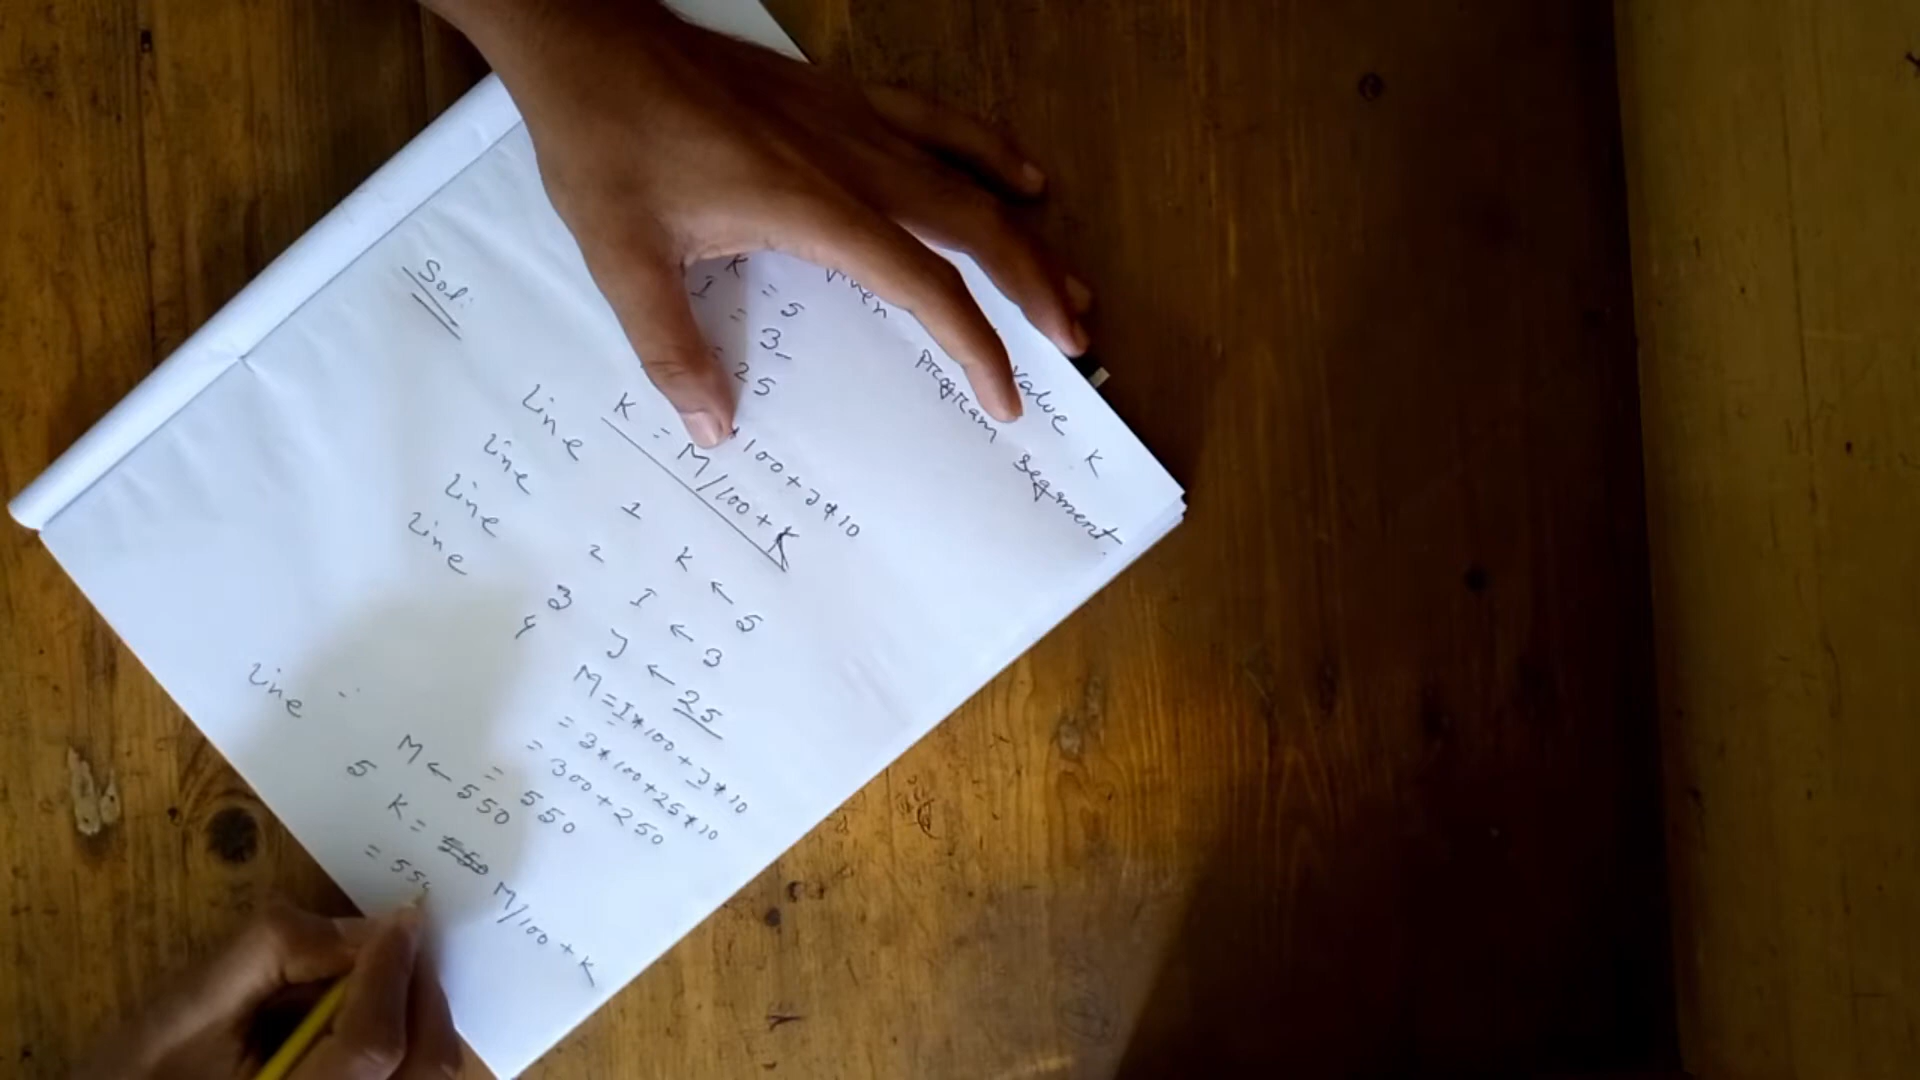 value K
program segment.
K = 5
I = 3
25
* 100 + J * 10
K = M/100 + K
Sol:
Line 1 K ← 5
Line 2 I ← 3
Line 3 J ← 25
Line 4 M = I * 100 + J * 10
= 3 * 100 + 25 * 10
= 300 + 250
= 550
∴ M ← 550
Line 5 K = M/100 + K
= 55